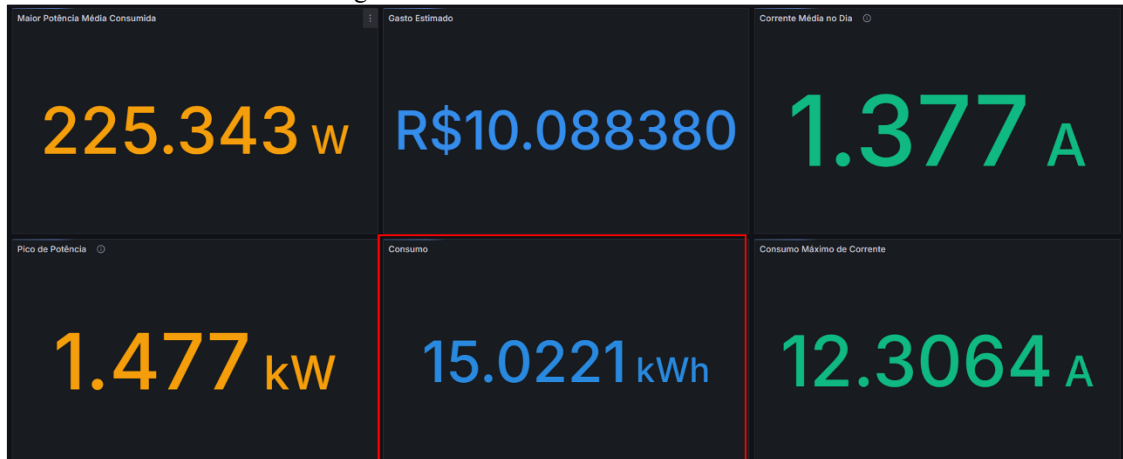 Maior Potência Média Consumida
225.343 W
Gasto Estimado
R$10.088380
Corrente Média no Dia
1.377 A
Pico de Potência
1.477 kW
Consumo
15.0221 kWh
Consumo Máximo de Corrente
12.3064 A